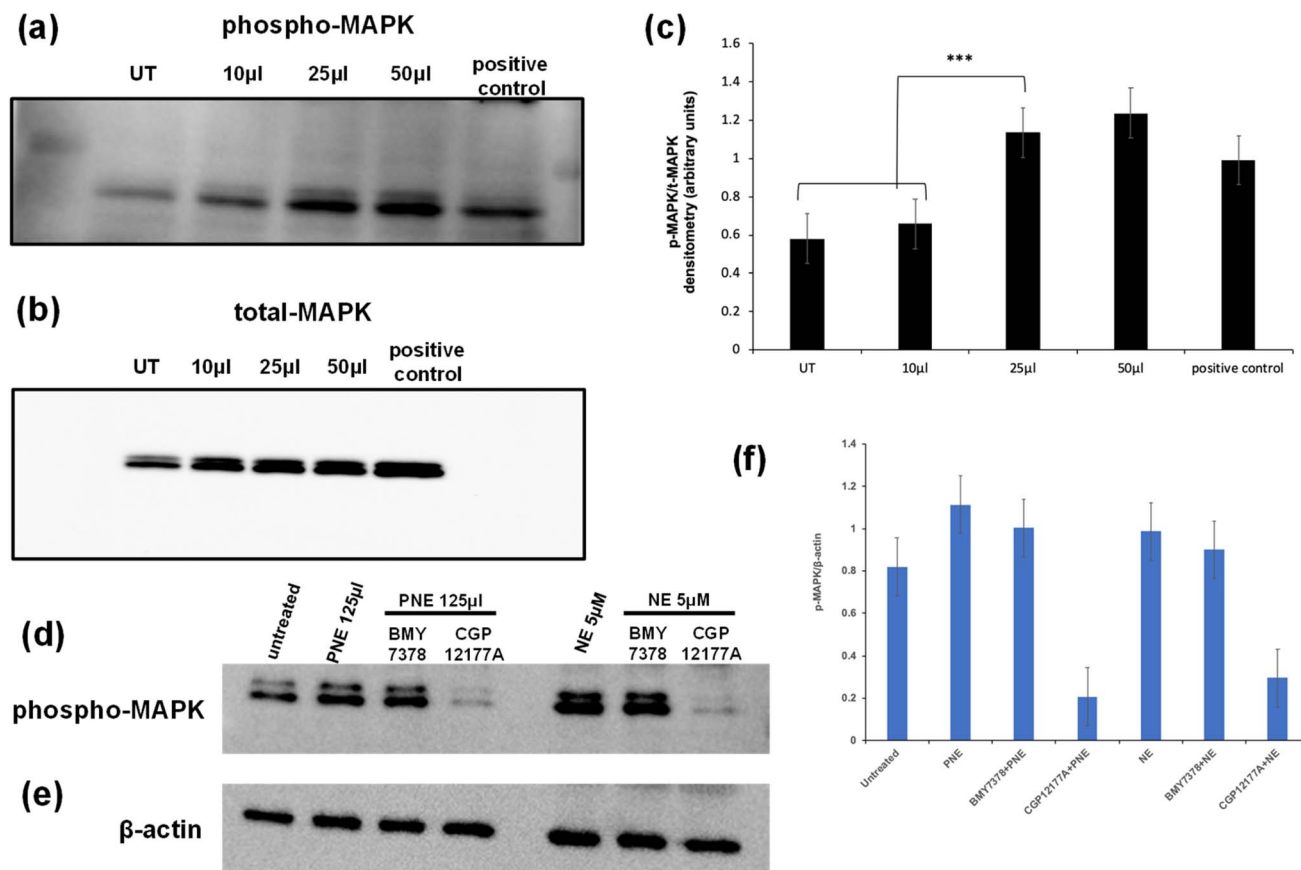 (a)
phospho-MAPK
UT 10µl 25µl 50µl positive
control
(b)
total-MAPK
UT 10µl 25µl 50µl positive
control
(c)
p-MAPK/t-MAPK
densitometry (arbitrary units)
1.6
1.4
1.2
1
0.8
0.6
0.4
0.2
0
***
UT 10µl 25µl 50µl positive control
(d)
untreated
PNE 125µl
PNE 125µl
BMY
7378
CGP
12177A
NE 5µM
NE 5µM
BMY
7378
CGP
12177A
phospho-MAPK
(e)
β-actin
(f)
p-MAPK/β-actin
1.4
1.2
1
0.8
0.6
0.4
0.2
0
Untreated
PNE
BMY7378+PNE
CGP12177A+PNE
NE
BMY7378+NE
CGP12177A+NE